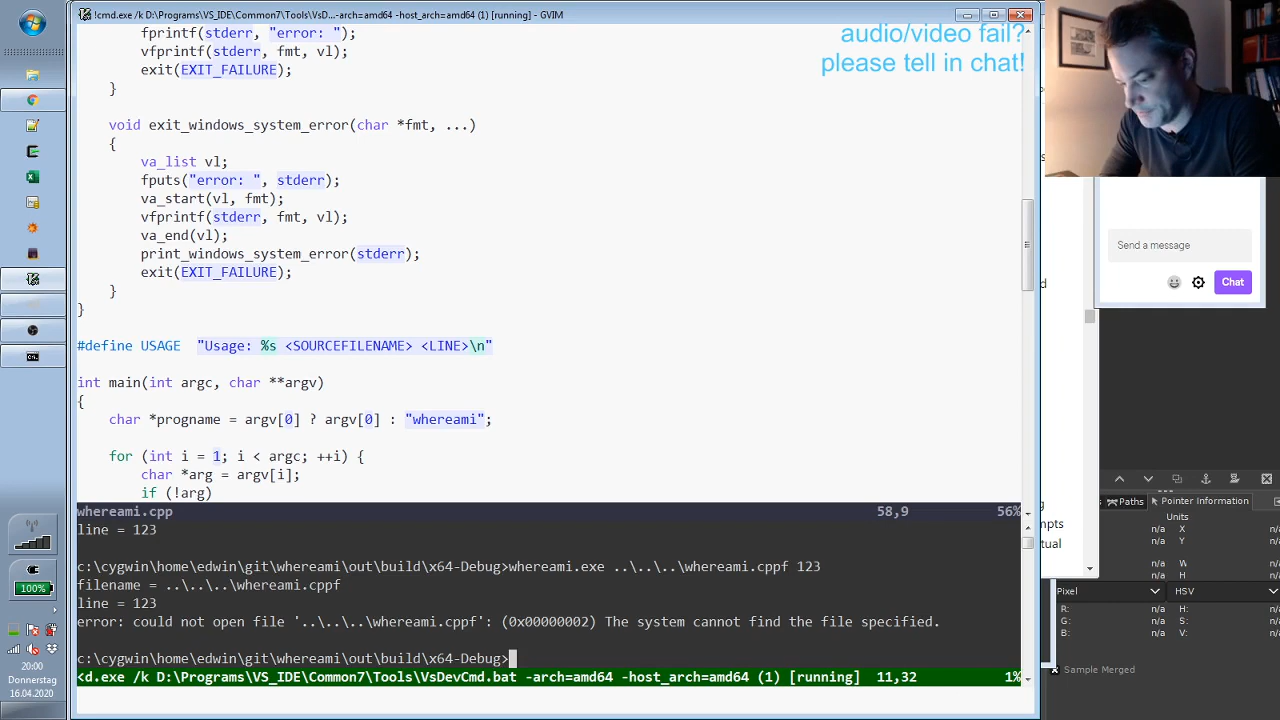 !cmd.exe /k D:\Programs\VS_IDE\Common7\Tools\VsD...-arch=amd64 -host_arch=amd64 (1) [running] - GVIM
audio/video fail?
please tell in chat!
fprintf(stderr, "error: ");
vfprintf(stderr, fmt, vl);
exit(EXIT_FAILURE);
}
void exit_windows_system_error(char *fmt, ...)
{
va_list vl;
fputs("error: ", stderr);
va_start(vl, fmt);
vfprintf(stderr, fmt, vl);
va_end(vl);
print_windows_system_error(stderr);
exit(EXIT_FAILURE);
}
}
#define USAGE "Usage: %s <SOURCEFILENAME> <LINE>\n"
int main(int argc, char **argv)
{
char *progname = argv[0] ? argv[0] : "whereami";
for (int i = 1; i < argc; ++i) {
char *arg = argv[i];
if (!arg)
whereami.cpp 58,9 56%
line = 123
c:\cygwin\home\edwin\git\whereami\out\build\x64-Debug>whereami.exe ..\..\..\whereami.cppf 123
filename = ..\..\..\whereami.cppf
line = 123
error: could not open file '..\..\..\whereami.cppf': (0x00000002) The system cannot find the file specified.
c:\cygwin\home\edwin\git\whereami\out\build\x64-Debug>
<d.exe /k D:\Programs\VS_IDE\Common7\Tools\VsDevCmd.bat -arch=amd64 -host_arch=amd64 (1) [running] 11,32 1%
Send a message
Chat
Paths
Pointer Information
Units
n/a X n/a
n/a Y n/a
n/a W n/a
n/a H n/a
Pixel HSV
R: n/a H: n/a
G: n/a S: n/a
B: n/a V: n/a
Sample Merged
mpts
tual
100%
20:00
Donnerstag
16.04.2020